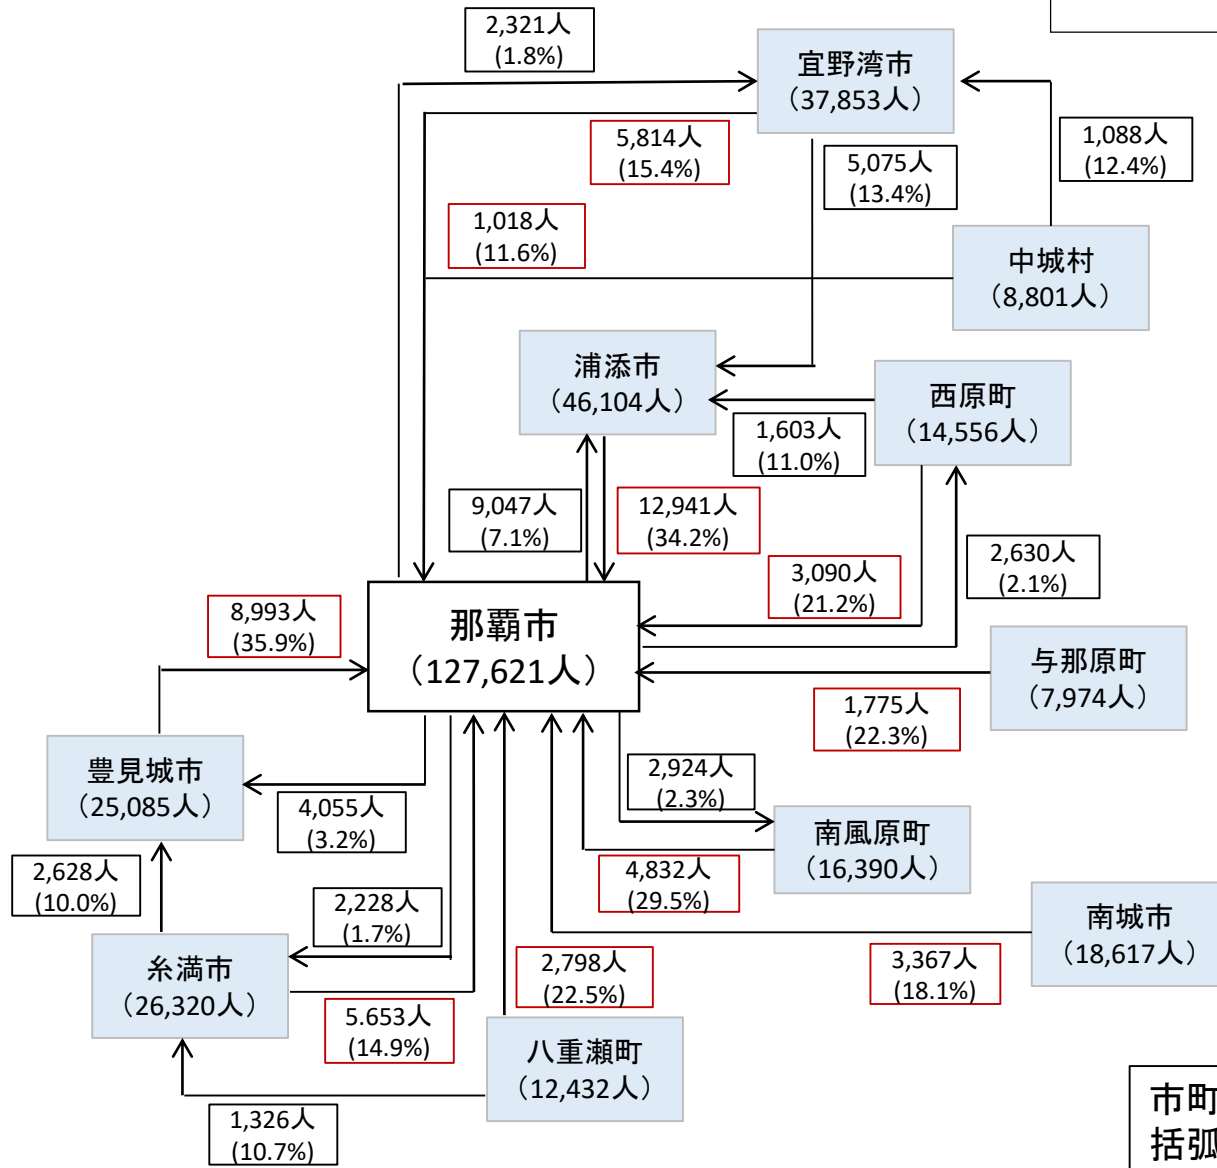 2,321人
(1.8%)
宜野湾市
（37,853人）
5,814人
(15.4%)
5,075人
(13.4%)
1,088人
(12.4%)
1,018人
(11.6%)
中城村
（8,801人）
浦添市
（46,104人）
西原町
（14,556人）
1,603人
(11.0%)
9,047人
(7.1%)
12,941人
(34.2%)
3,090人
(21.2%)
2,630人
(2.1%)
8,993人
(35.9%)
那覇市
（127,621人）
与那原町
（7,974人）
1,775人
(22.3%)
豊見城市
（25,085人）
4,055人
(3.2%)
2,924人
(2.3%)
南風原町
（16,390人）
2,628人
(10.0%)
4,832人
(29.5%)
2,228人
(1.7%)
南城市
（18,617人）
糸満市
（26,320人）
2,798人
(22.5%)
3,367人
(18.1%)
5.653人
(14.9%)
八重瀬町
（12,432人）
1,326人
(10.7%)
市町
括弧